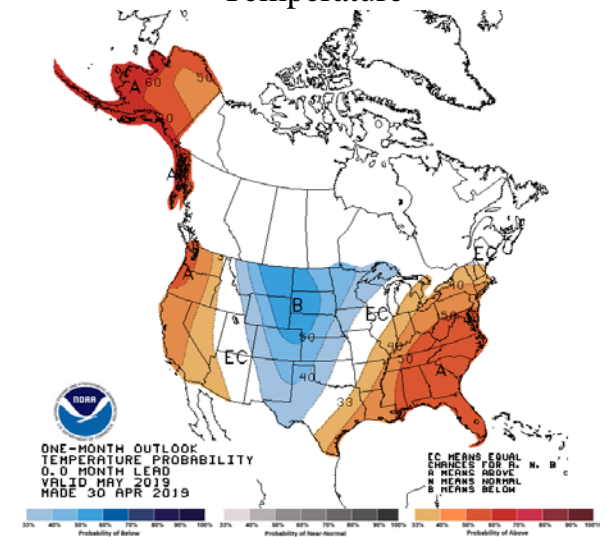 Temperature
A
60
50
A
A
B
50
40
EC
EC
EC
33
40
50
40
50
A
NOAA
ONE-MONTH OUTLOOK
TEMPERATURE PROBABILITY
0.0 MONTH LEAD
VALID MAY 2019
MADE 30 APR 2019
EC MEANS EQUAL
CHANCES FOR A, N, B
A MEANS ABOVE
N MEANS NORMAL
B MEANS BELOW
33% 40% 50% 60% 70% 80% 90% 100%
Probability of Below
33% 40% 50% 60% 70% 80% 90% 100%
Probability of Near-Normal
33% 40% 50% 60% 70% 80% 90% 100%
Probability of Above